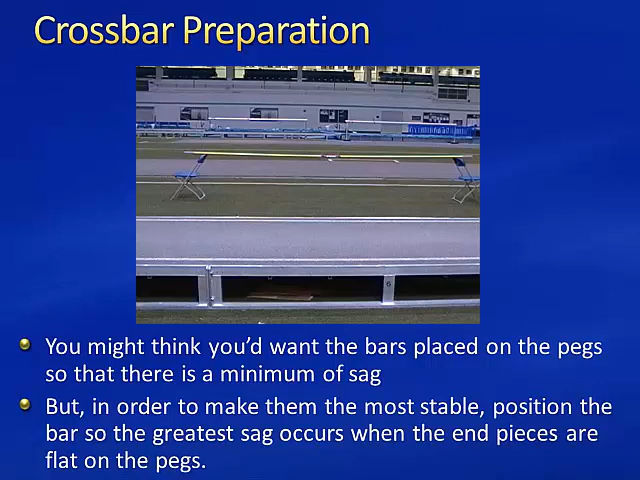 Crossbar Preparation
6
You might think you'd want the bars placed on the pegs
so that there is a minimum of sag
But, in order to make them the most stable, position the
bar so the greatest sag occurs when the end pieces are
flat on the pegs.